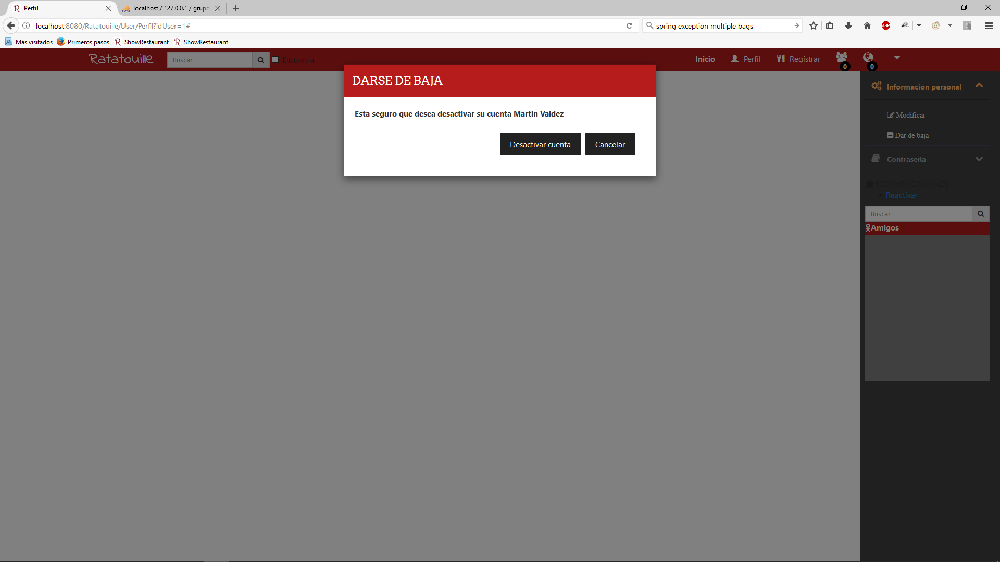 Perfil
localhost / 127.0.0.1 / grupo
localhost:8080/Ratatouille/User/Perfil?idUser=1#
spring exception multiple bags
ABP
Más visitados
Primeros pasos
ShowRestaurant
ShowRestaurant
Ratatouille
Buscar
Distancia
Inicio
Perfil
Registrar
0
0
DARSE DE BAJA
Esta seguro que desea desactivar su cuenta Martin Valdez
Desactivar cuenta
Cancelar
Informacion personal
Modificar
Dar de baja
Contraseña
RECOMENDACIONES
Reactivar
Buscar
Amigos